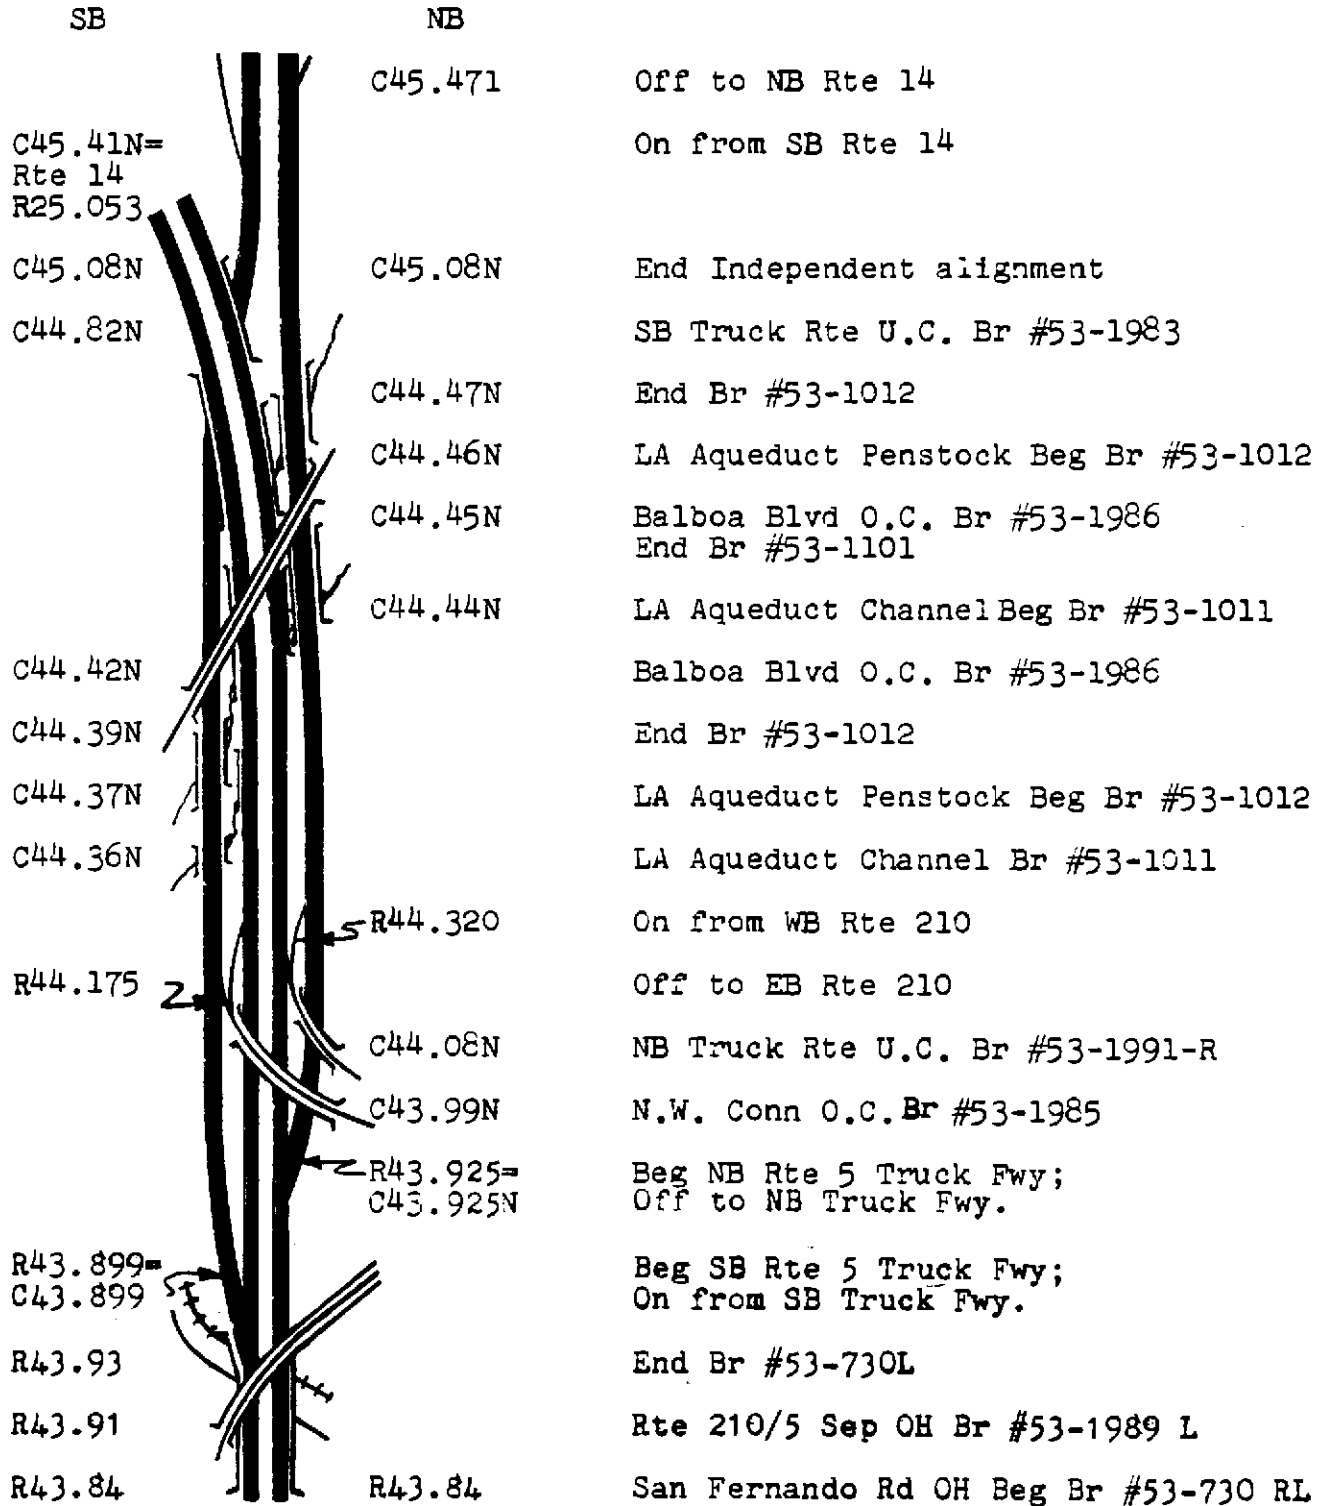 SB NB
C45.471 Off to NB Rte 14
C45.41N= On from SB Rte 14
Rte 14
R25.053
C45.08N C45.08N End Independent alignment
C44.82N SB Truck Rte U.C. Br #53-1983
C44.47N End Br #53-1012
C44.46N LA Aqueduct Penstock Beg Br #53-1012
C44.45N Balboa Blvd O.C. Br #53-1986
End Br #53-1101
C44.44N LA Aqueduct Channel Beg Br #53-1011
C44.42N Balboa Blvd O.C. Br #53-1986
C44.39N End Br #53-1012
C44.37N LA Aqueduct Penstock Beg Br #53-1012
C44.36N LA Aqueduct Channel Br #53-1011
R44.320 On from WB Rte 210
R44.175 Off to EB Rte 210
C44.08N NB Truck Rte U.C. Br #53-1991-R
C43.99N N.W. Conn O.C. Br #53-1985
R43.925= Beg NB Rte 5 Truck Fwy;
C43.925N Off to NB Truck Fwy.
R43.899= Beg SB Rte 5 Truck Fwy;
C43.899 On from SB Truck Fwy.
R43.93 End Br #53-730L
R43.91 Rte 210/5 Sep OH Br #53-1989 L
R43.84 R43.84 San Fernando Rd OH Beg Br #53-730 RL